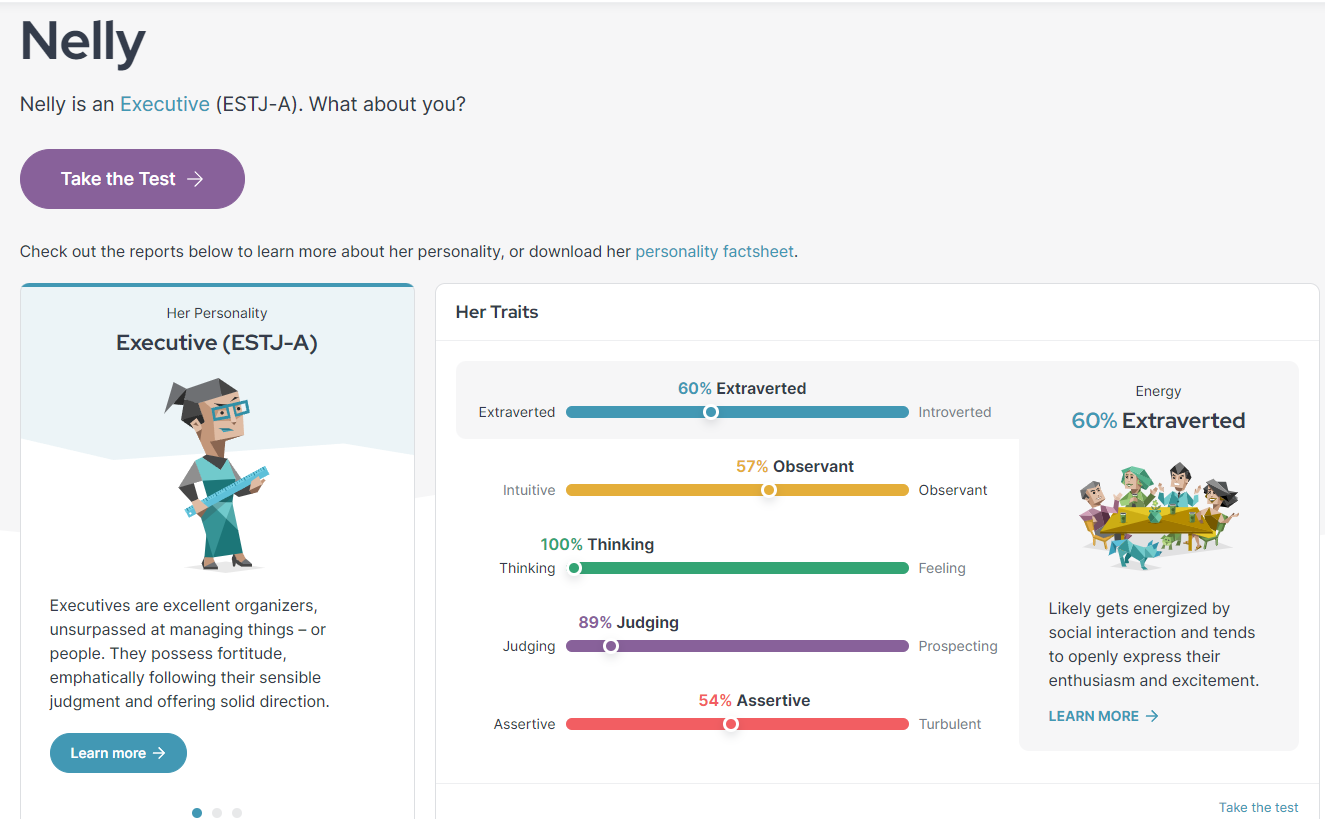 Nelly
Nelly is an Executive (ESTJ-A). What about you?
Take the Test →
Check out the reports below to learn more about her personality, or download her personality factsheet.
Her Personality
Executive (ESTJ-A)
Executives are excellent organizers,
unsurpassed at managing things – or
people. They possess fortitude,
emphatically following their sensible
judgment and offering solid direction.
Learn more →
Her Traits
60% Extraverted
Extraverted Introverted
57% Observant
Intuitive Observant
100% Thinking
Thinking Feeling
89% Judging
Judging Prospecting
54% Assertive
Assertive Turbulent
Energy
60% Extraverted
Likely gets energized by
social interaction and tends
to openly express their
enthusiasm and excitement.
LEARN MORE →
Take the test